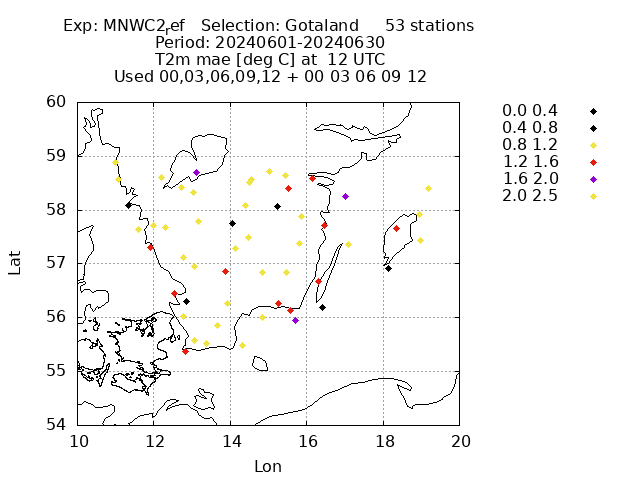 Exp: MNWC2ref Selection: Gotaland 53 stations
Period: 20240601-20240630
T2m mae [deg C] at 12 UTC
Used 00,03,06,09,12 + 00 03 06 09 12
60
59
58
57
56
55
54
Lat
10 12 14 16 18 20
Lon
0.0 0.4
0.4 0.8
0.8 1.2
1.2 1.6
1.6 2.0
2.0 2.5